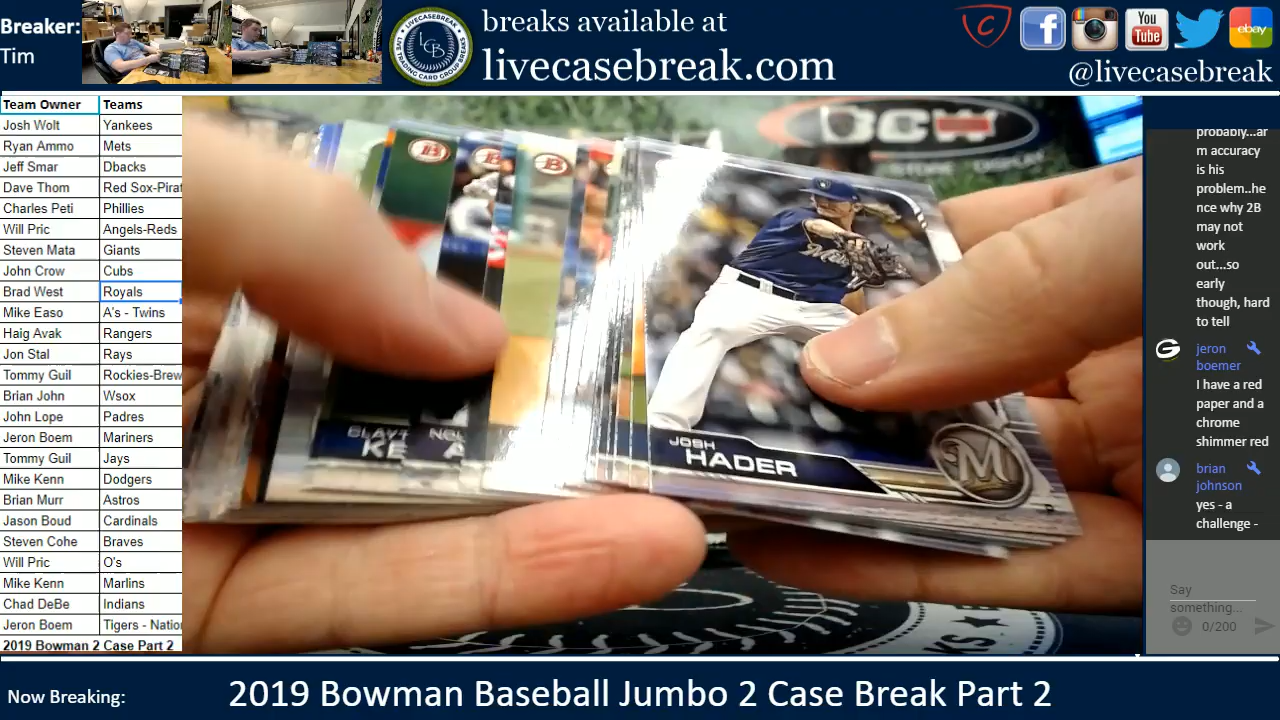 Breaker:
Tim
breaks available at
livecasebreak.com
You
Tube
ebay
@livecasebreak
Team Owner Teams
Josh Wolt Yankees
Ryan Ammo Mets
Jeff Smar Dbacks
Dave Thom Red Sox-Pirat
Charles Peti Phillies
Will Pric Angels-Reds
Steven Mata Giants
John Crow Cubs
Brad West Royals
Mike Easo A's - Twins
Haig Avak Rangers
Jon Stal Rays
Tommy Guil Rockies-Brew
Brian John Wsox
John Lope Padres
Jeron Boem Mariners
Tommy Guil Jays
Mike Kenn Dodgers
Brian Murr Astros
Jason Boud Cardinals
Steven Cohe Braves
Will Pric O's
Mike Kenn Marlins
Chad DeBe Indians
Jeron Boem Tigers - Natio
2019 Bowman 2 Case Part 2
B
B
B
JOSH
HADER
M
probably...ar
m accuracy
is his
problem..he
nce why 2B
may not
work
out...so
early
though, hard
to tell
jeron
boemer
I have a red
paper and a
chrome
shimmer red
brian
johnson
yes - a
challenge -
Say
something...
0/200
Now Breaking:
2019 Bowman Baseball Jumbo 2 Case Break Part 2